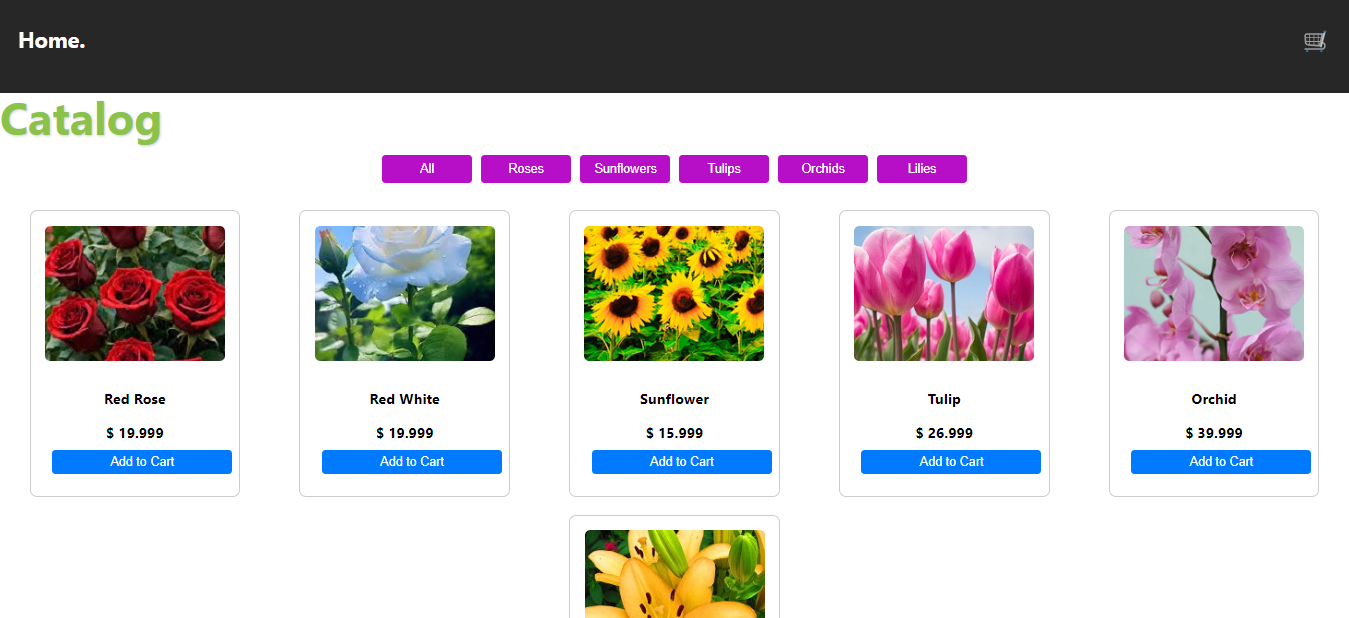 Home.
Catalog
All Roses Sunflowers Tulips Orchids Lilies
Red Rose Red White Sunflower Tulip Orchid
$ 19.999 $ 19.999 $ 15.999 $ 26.999 $ 39.999
Add to Cart Add to Cart Add to Cart Add to Cart Add to Cart